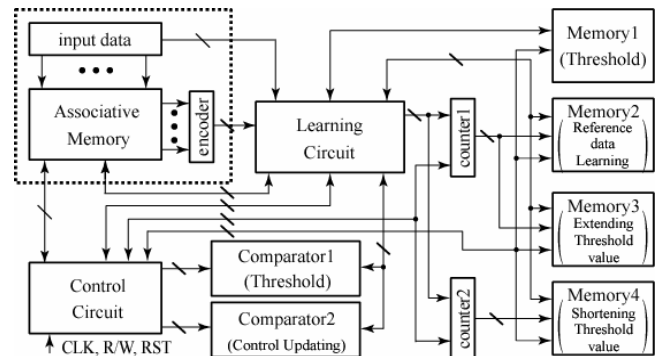 input data
Associative
Memory
encoder
Learning
Circuit
counter1
Memory1
(Threshold)
Memory2
Reference
data
Learning
Memory3
Extending
Threshold
value
Memory4
Shortening
Threshold
value
Control
Circuit
Comparator1
(Threshold)
Comparator2
(Control Updating)
counter2
CLK, R/W, RST